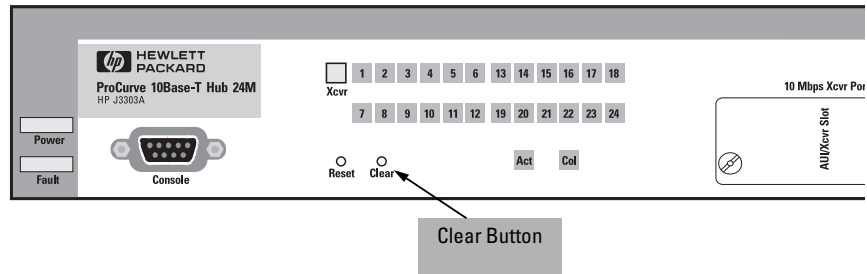 hp HEWLETT
PACKARD
ProCurve 10Base-T Hub 24M
HP J3303A
Power
Fault
Console
Xcvr
1 2 3 4 5 6 13 14 15 16 17 18
7 8 9 10 11 12 19 20 21 22 23 24
Reset Clear
Act Col
10 Mbps Xcvr Por
AUI/Xcvr Slot
Clear Button